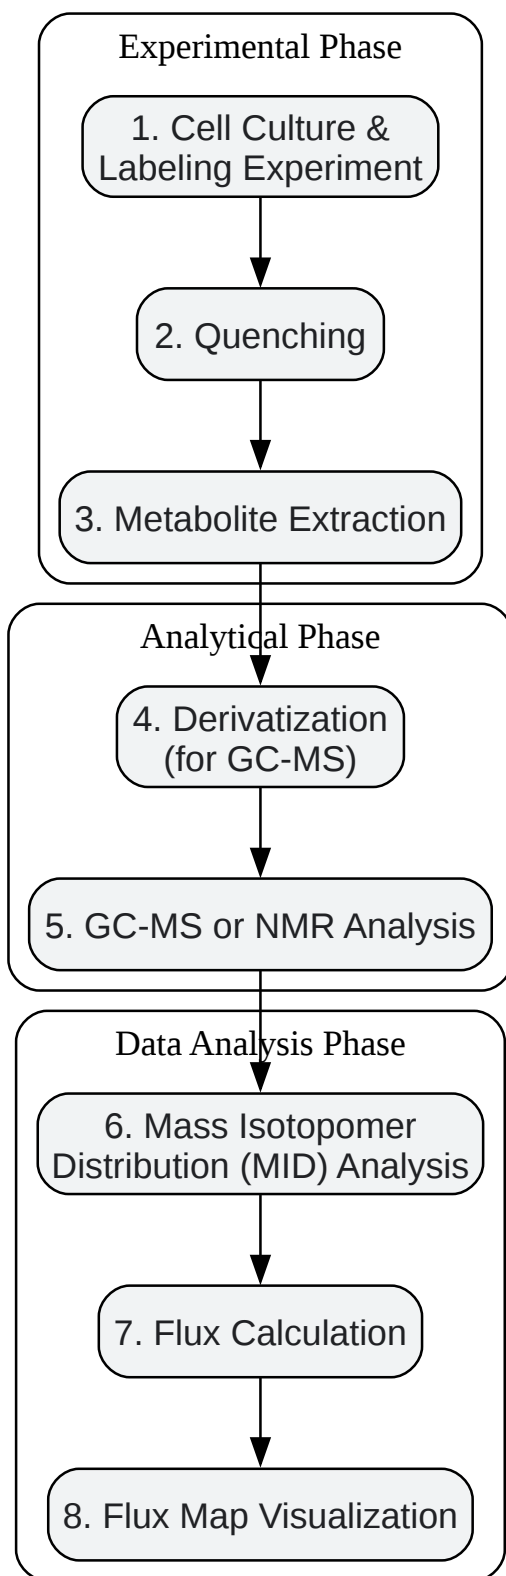 Experimental Phase
1. Cell Culture &
Labeling Experiment
2. Quenching
3. Metabolite Extraction
Analytical Phase
4. Derivatization
(for GC-MS)
5. GC-MS or NMR Analysis
Data Analysis Phase
6. Mass Isotopomer
Distribution (MID) Analysis
7. Flux Calculation
8. Flux Map Visualization